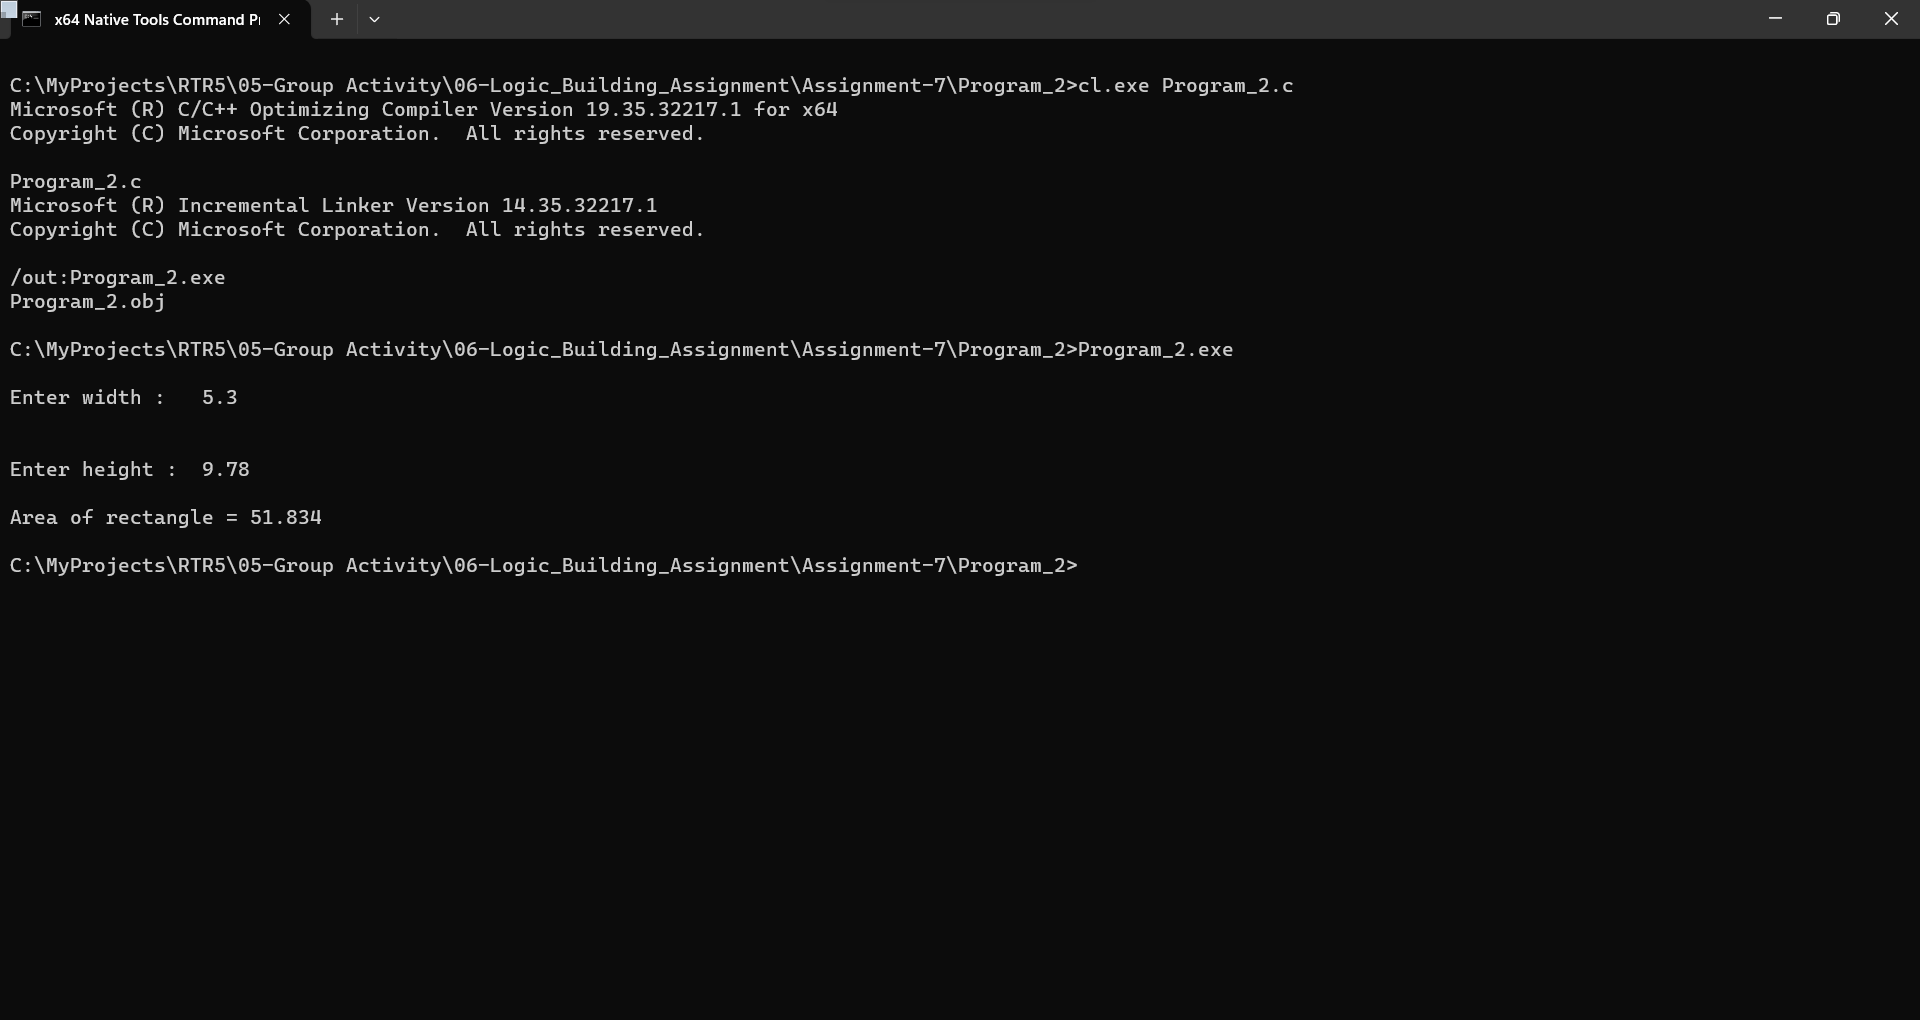 x64 Native Tools Command P
C:\MyProjects\RTR5\05-Group Activity\06-Logic_Building_Assignment\Assignment-7\Program_2>cl.exe Program_2.c
Microsoft (R) C/C++ Optimizing Compiler Version 19.35.32217.1 for x64
Copyright (C) Microsoft Corporation.  All rights reserved.
Program_2.c
Microsoft (R) Incremental Linker Version 14.35.32217.1
Copyright (C) Microsoft Corporation.  All rights reserved.
/out:Program_2.exe
Program_2.obj
C:\MyProjects\RTR5\05-Group Activity\06-Logic_Building_Assignment\Assignment-7\Program_2>Program_2.exe
Enter width :   5.3
Enter height :  9.78
Area of rectangle = 51.834
C:\MyProjects\RTR5\05-Group Activity\06-Logic_Building_Assignment\Assignment-7\Program_2>